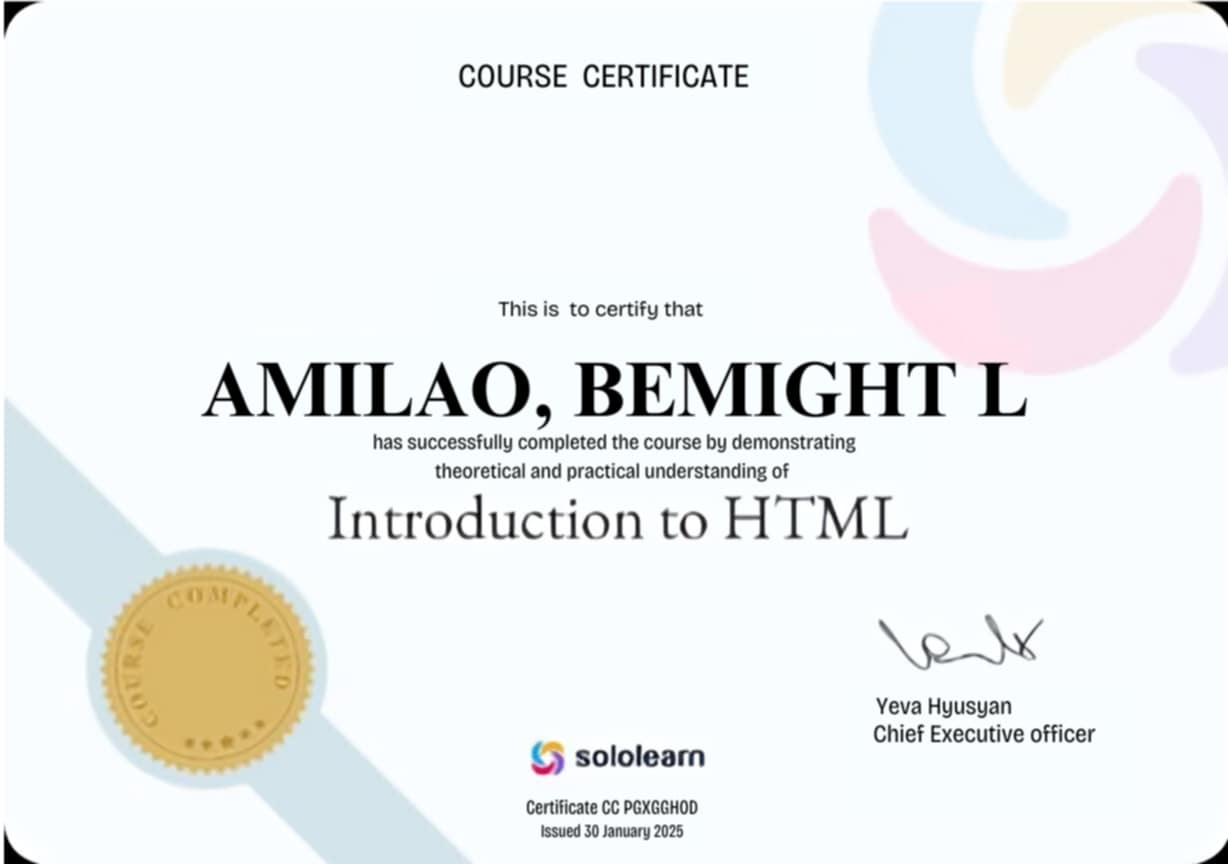 COURSE CERTIFICATE
This is to certify that
AMILAO, BEMIGHT L
has successfully completed the course by demonstrating
theoretical and practical understanding of
Introduction to HTML
COURSE COMPLETED
Yeva Hyusyan
Chief Executive officer
sololearn
Certificate CC PGXGGHOD
Issued 30 January 2025